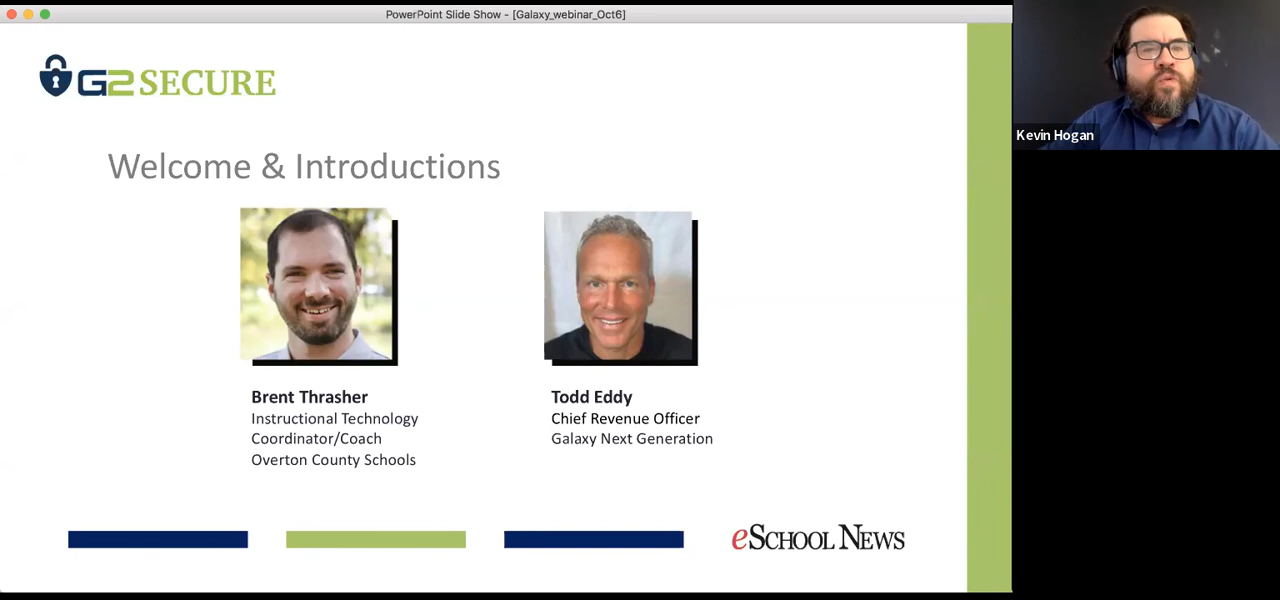 PowerPoint Slide Show - [Galaxy_webinar_Oct6]
G2 SECURE
Kevin Hogan
Welcome & Introductions
Brent Thrasher
Instructional Technology
Coordinator/Coach
Overton County Schools
Todd Eddy
Chief Revenue Officer
Galaxy Next Generation
eSCHOOL NEWS